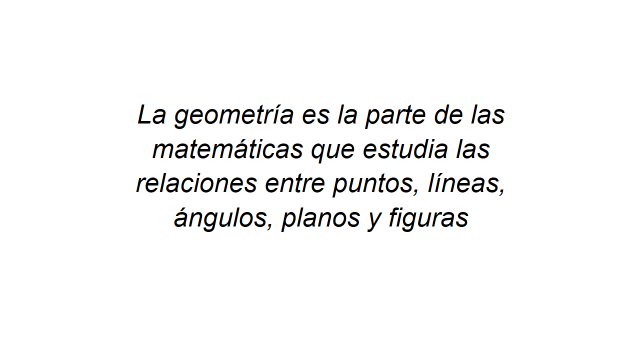 La geometría es la parte de las
matemáticas que estudia las
relaciones entre puntos, líneas,
ángulos, planos y figuras